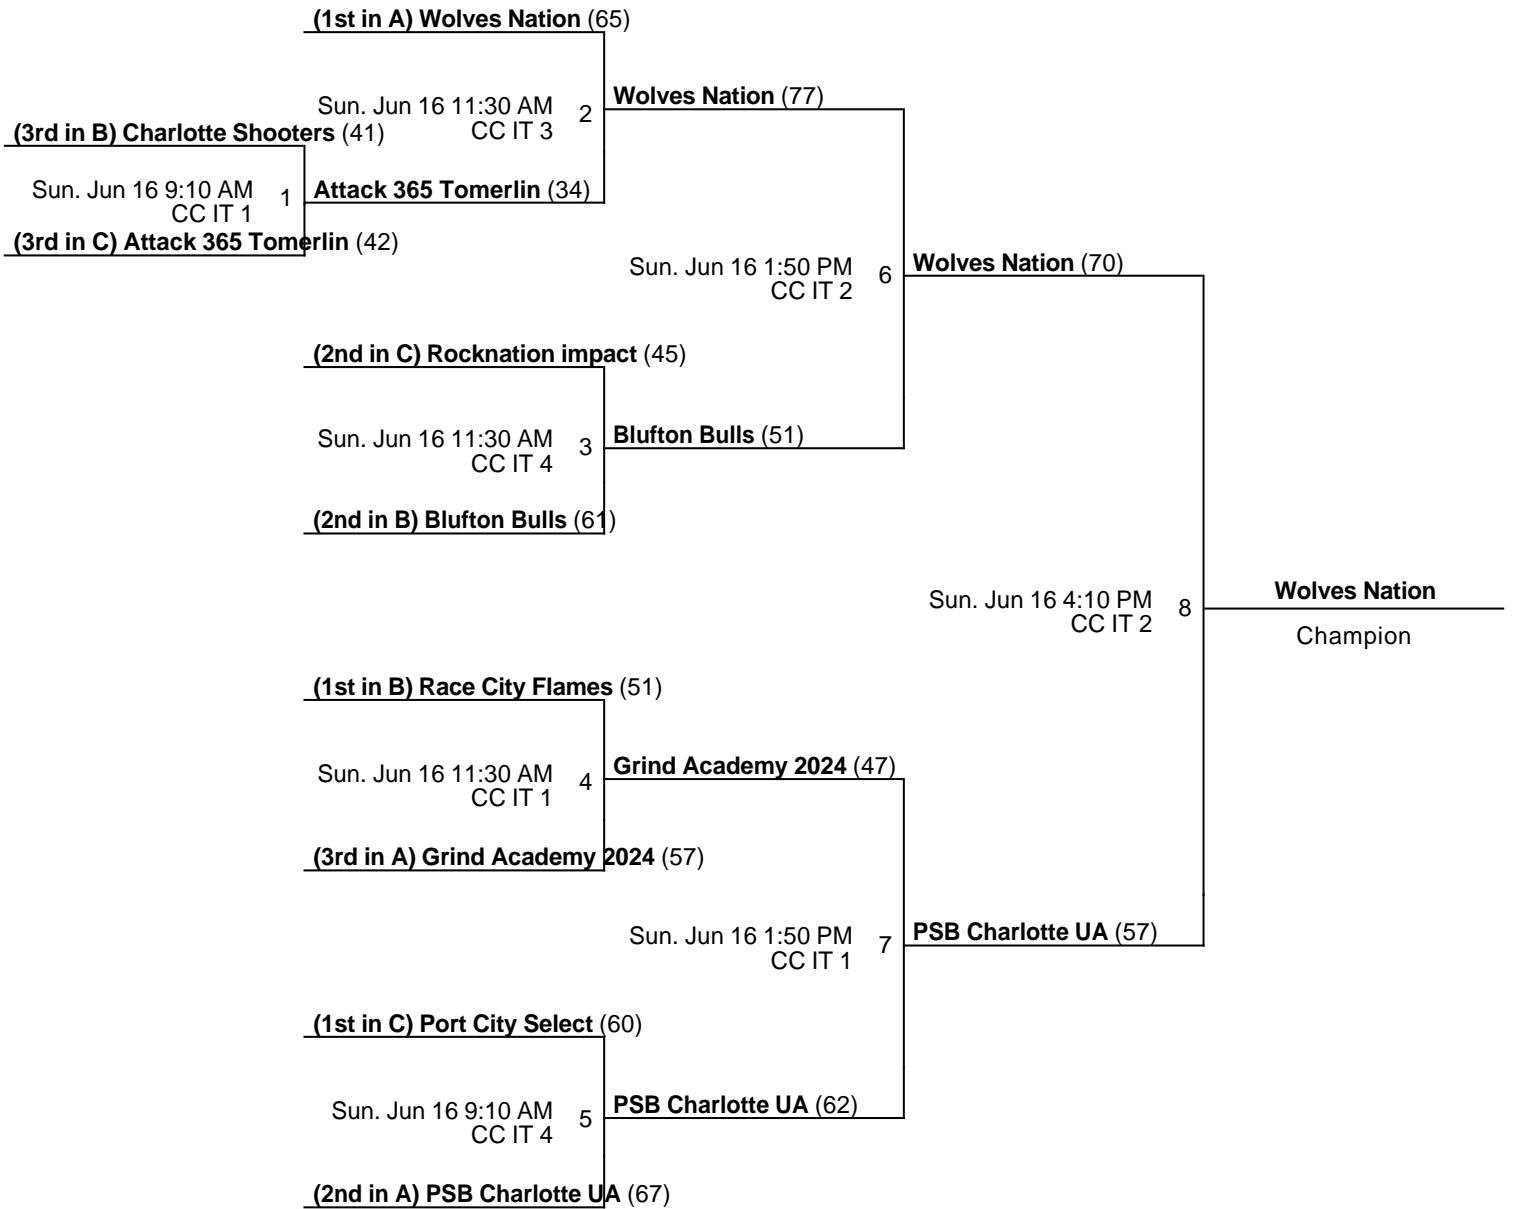 (1st in A) Wolves Nation (65)
Sun. Jun 16 11:30 AM
CC IT 3
2
Wolves Nation (77)
(3rd in B) Charlotte Shooters (41)
Sun. Jun 16 9:10 AM
CC IT 1
1
Attack 365 Tomerlin (34)
(3rd in C) Attack 365 Tomerlin (42)
Sun. Jun 16 1:50 PM
CC IT 2
6
Wolves Nation (70)
(2nd in C) Rocknation impact (45)
Sun. Jun 16 11:30 AM
CC IT 4
3
Blufton Bulls (51)
(2nd in B) Blufton Bulls (61)
Sun. Jun 16 4:10 PM
CC IT 2
8
Wolves Nation
Champion
(1st in B) Race City Flames (51)
Sun. Jun 16 11:30 AM
CC IT 1
4
Grind Academy 2024 (47)
(3rd in A) Grind Academy 2024 (57)
Sun. Jun 16 1:50 PM
CC IT 1
7
PSB Charlotte UA (57)
(1st in C) Port City Select (60)
Sun. Jun 16 9:10 AM
CC IT 4
5
PSB Charlotte UA (62)
(2nd in A) PSB Charlotte UA (67)